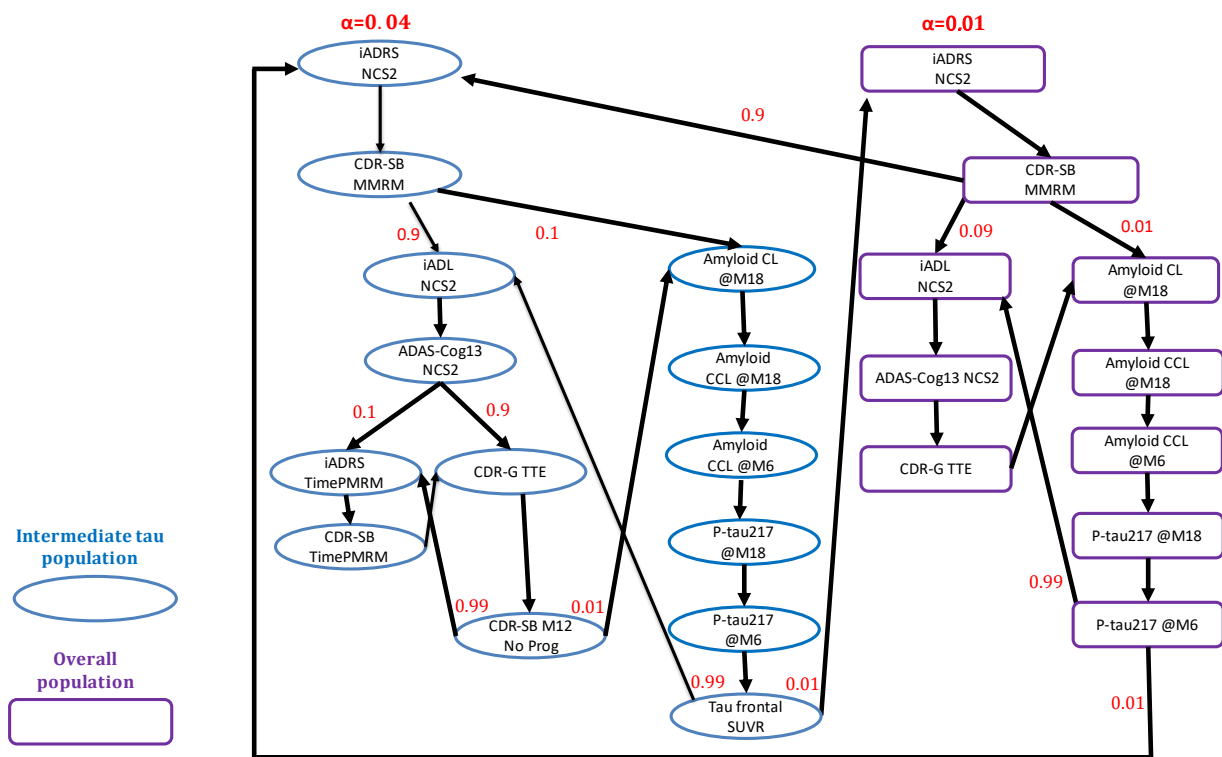 α=0.04
α=0.01
iADRS
NCS2
iADRS
NCS2
0.9
CDR-SB
MMRM
CDR-SB
MMRM
0.9
0.1
0.09
0.01
iADL
NCS2
Amyloid CL
@M18
iADL
NCS2
Amyloid CL
@M18
ADAS-Cog13
NCS2
Amyloid
CCL @M18
ADAS-Cog13 NCS2
Amyloid CCL
@M18
0.1
0.9
iADRS
TimePMRM
CDR-G TTE
Amyloid
CCL @M6
CDR-G TTE
Amyloid CCL
@M6
CDR-SB
TimePMRM
P-tau217
@M18
P-tau217 @M18
Intermediate tau
population
0.99
0.01
0.99
CDR-SB M12
No Prog
P-tau217
@M6
P-tau217 @M6
Overall
population
0.99
0.01
0.01
Tau frontal
SUVR